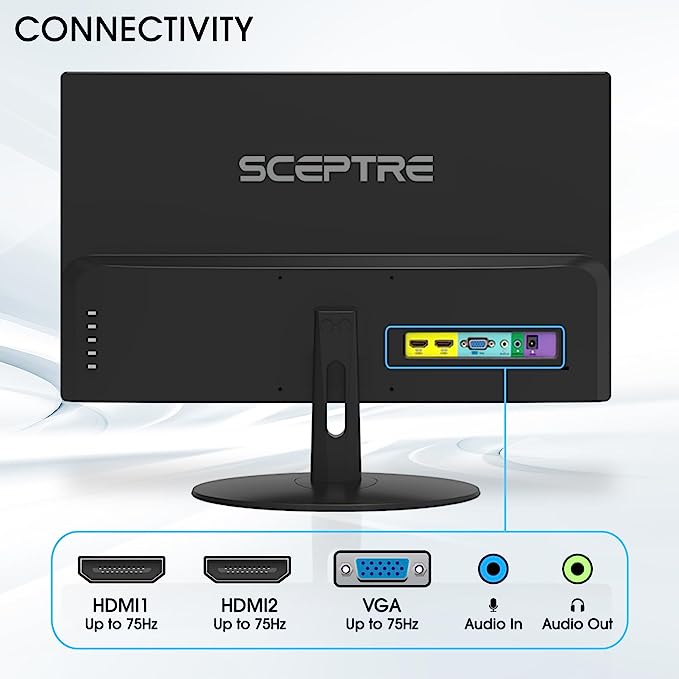 CONNECTIVITY
SCEPTRE
HDMI1
Up to 75Hz
HDMI2
Up to 75Hz
VGA
Up to 75Hz
Audio In
Audio Out